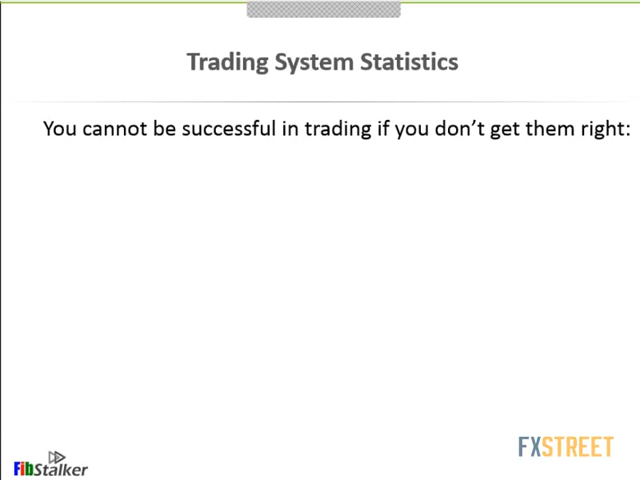 Trading System Statistics
You cannot be successful in trading if you don’t get them right:
FXSTREET
FibStalker